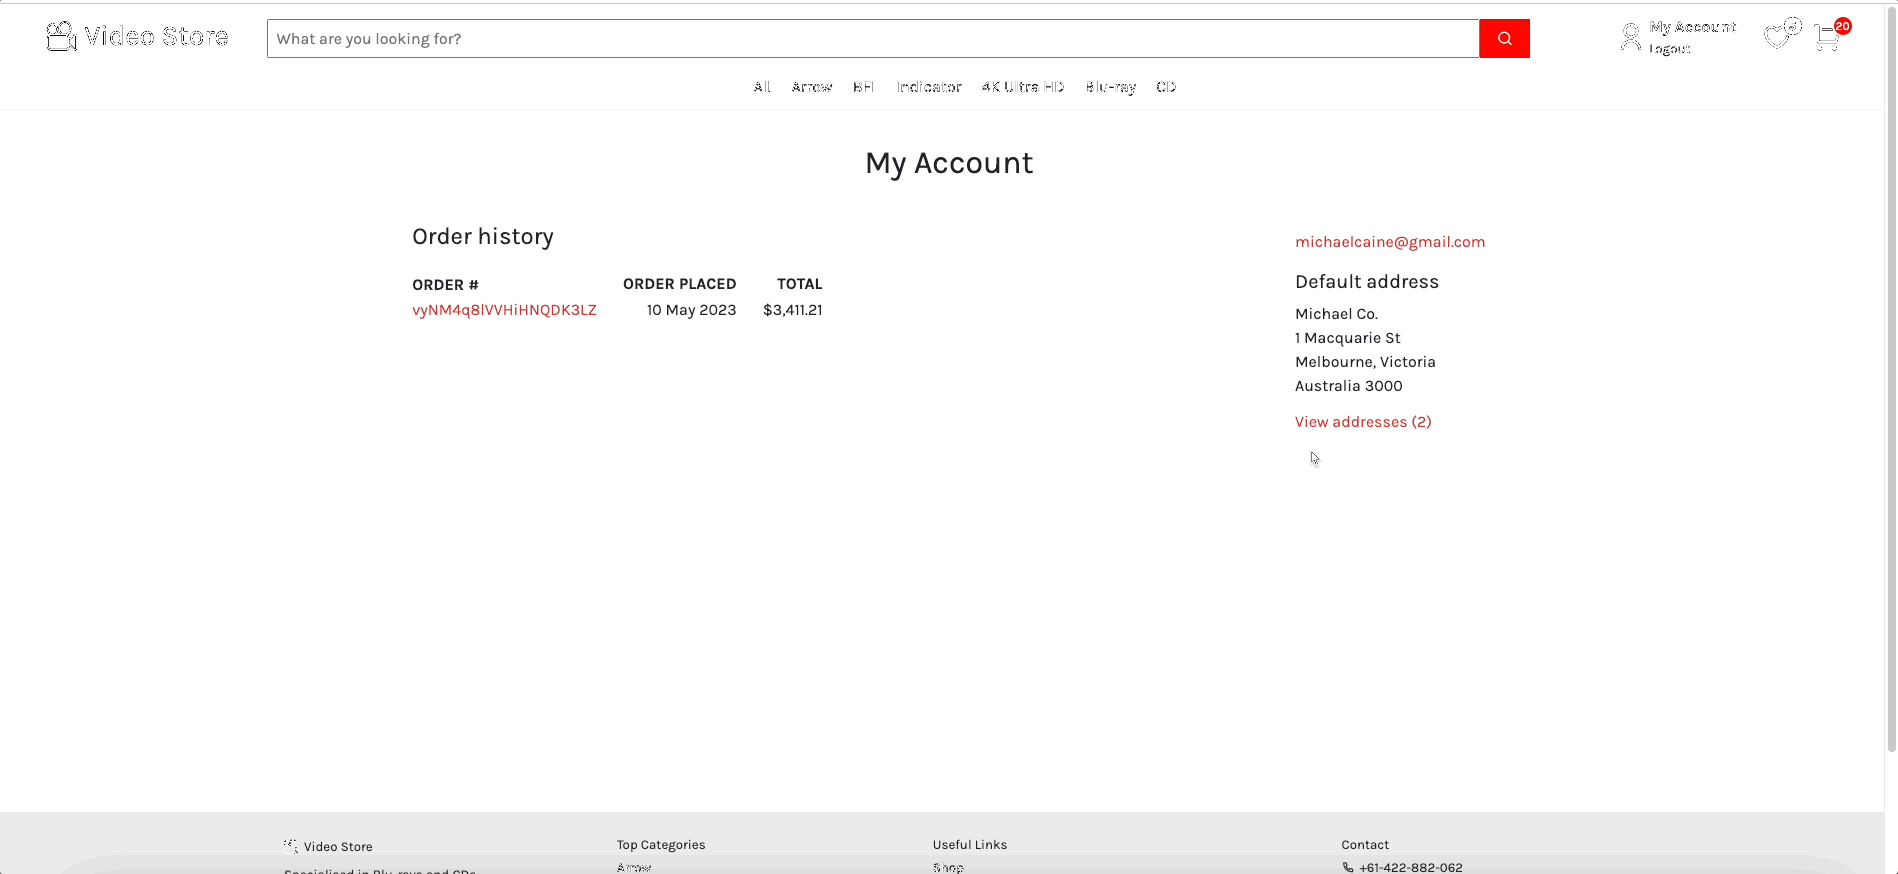 Video Store
What are you looking for?
My Account
Logout
20
All Arrow BFI Indicator 4K Ultra HD Blu-ray CD
My Account
Order history
ORDER # ORDER PLACED TOTAL
vyNM4q8lVVHiHNQDK3LZ 10 May 2023 $3,411.21
michaelcaine@gmail.com
Default address
Michael Co.
1 Macquarie St
Melbourne, Victoria
Australia 3000
View addresses (2)
Video Store
Specialised in Blu-rays and CDs
Top Categories
Arrow
Useful Links
Shop
Contact
+61-422-882-062